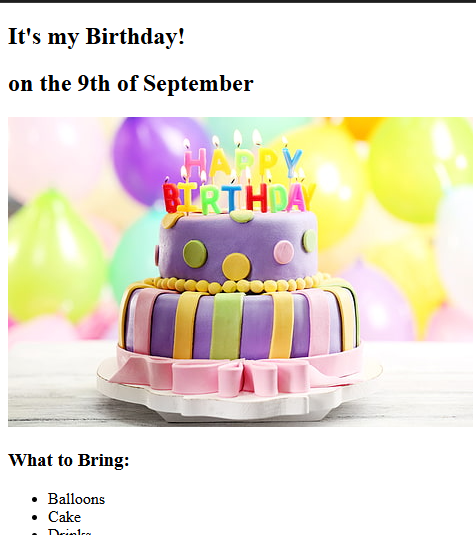 It's my Birthday!
on the 9th of September
HAPPY
BIRTHDAY
What to Bring:
Balloons
Cake
Drinks